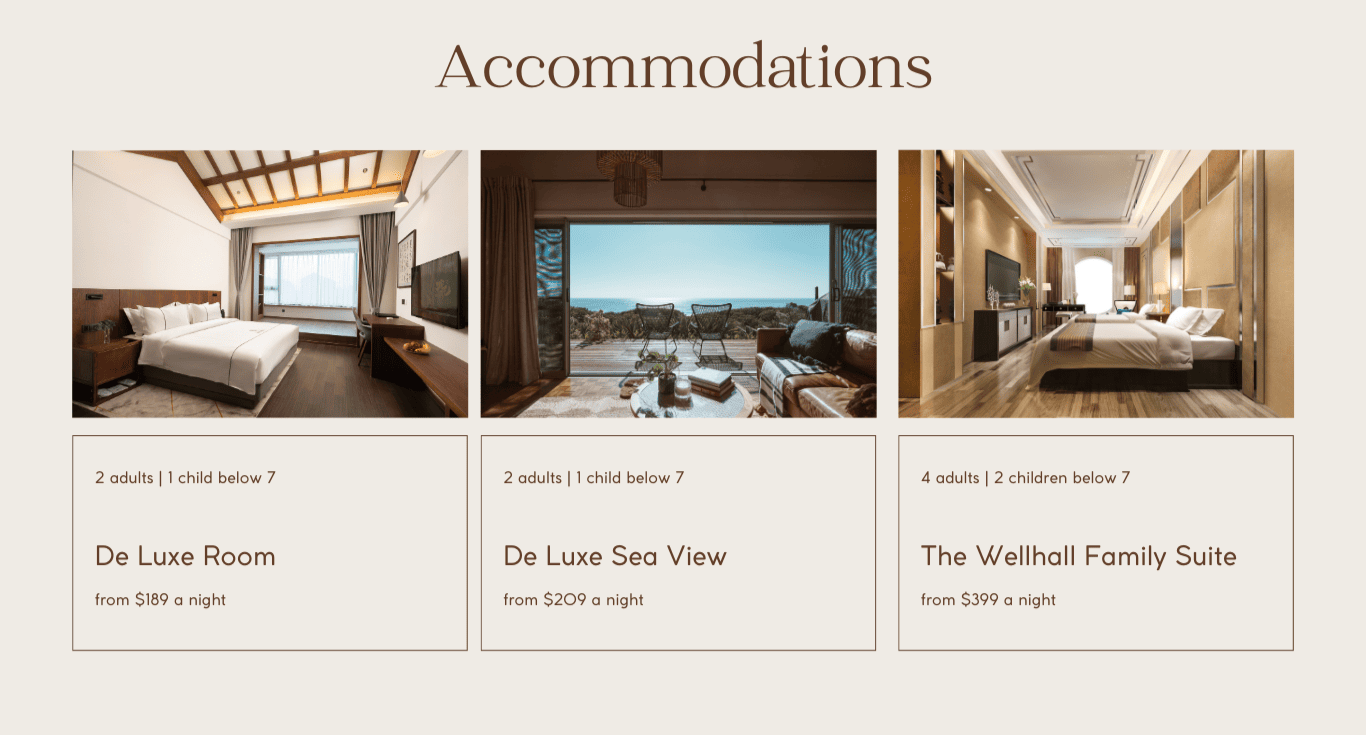 Accommodations
2 adults | 1 child below 7
De Luxe Room
from $189 a night
2 adults | 1 child below 7
De Luxe Sea View
from $209 a night
4 adults | 2 children below 7
The Wellhall Family Suite
from $399 a night